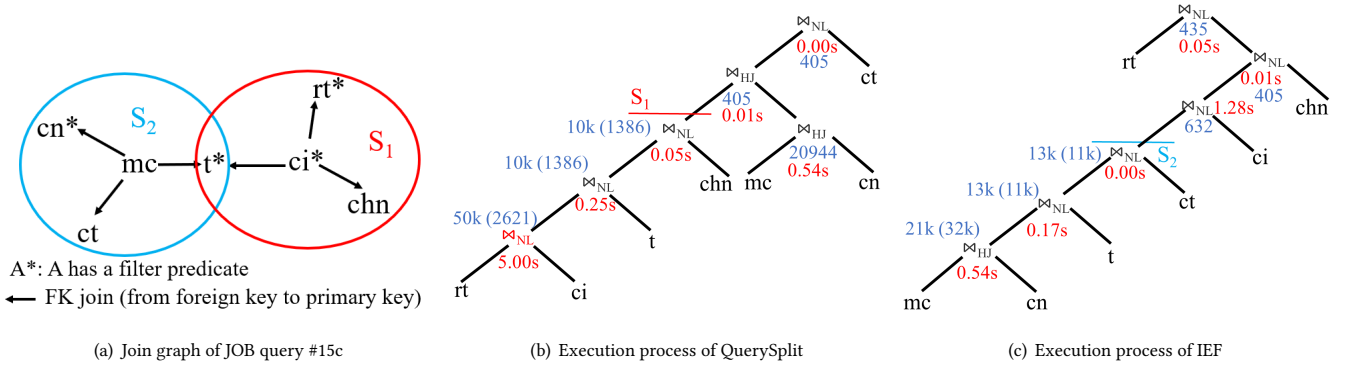 S₂
S₁
cn*
mc
t*
ci*
rt*
chn
ct
A*: A has a filter predicate
FK join (from foreign key to primary key)
(a) Join graph of JOB query #15c
⋈NL
0.00s
405
ct
⋈HJ
405
0.01s
S₁
10k (1386)
⋈NL
0.05s
chn
⋈HJ
20944
0.54s
mc
cn
10k (1386)
⋈NL
0.25s
t
50k (2621)
⋈NL
5.00s
rt
ci
(b) Execution process of QuerySplit
⋈NL
435
0.05s
rt
⋈NL
0.01s
405
chn
⋈NL
1.28s
632
ci
13k (11k)
⋈NL
S₂
0.00s
ct
13k (11k)
⋈NL
0.17s
t
21k (32k)
⋈HJ
0.54s
mc
cn
(c) Execution process of IEF